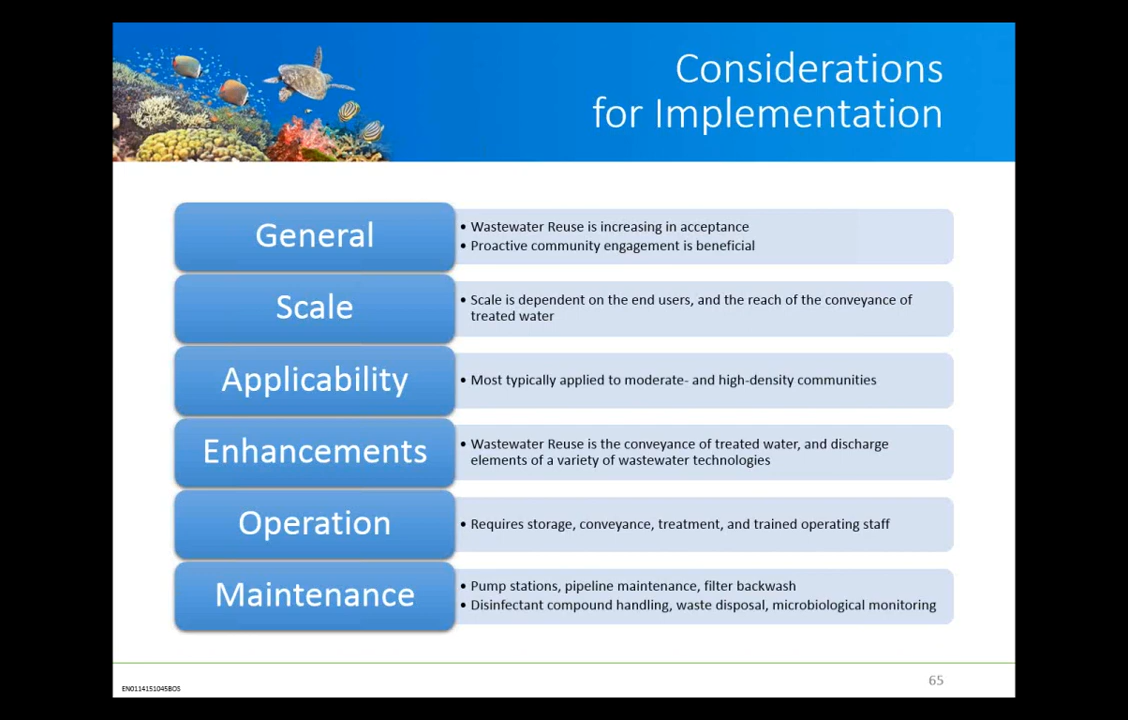 Considerations
for Implementation
General
• Wastewater Reuse is increasing in acceptance
• Proactive community engagement is beneficial
Scale
• Scale is dependent on the end users, and the reach of the conveyance of
treated water
Applicability
• Most typically applied to moderate- and high-density communities
Enhancements
• Wastewater Reuse is the conveyance of treated water, and discharge
elements of a variety of wastewater technologies
Operation
• Requires storage, conveyance, treatment, and trained operating staff
Maintenance
• Pump stations, pipeline maintenance, filter backwash
• Disinfectant compound handling, waste disposal, microbiological monitoring
EN0114151045BOS
65